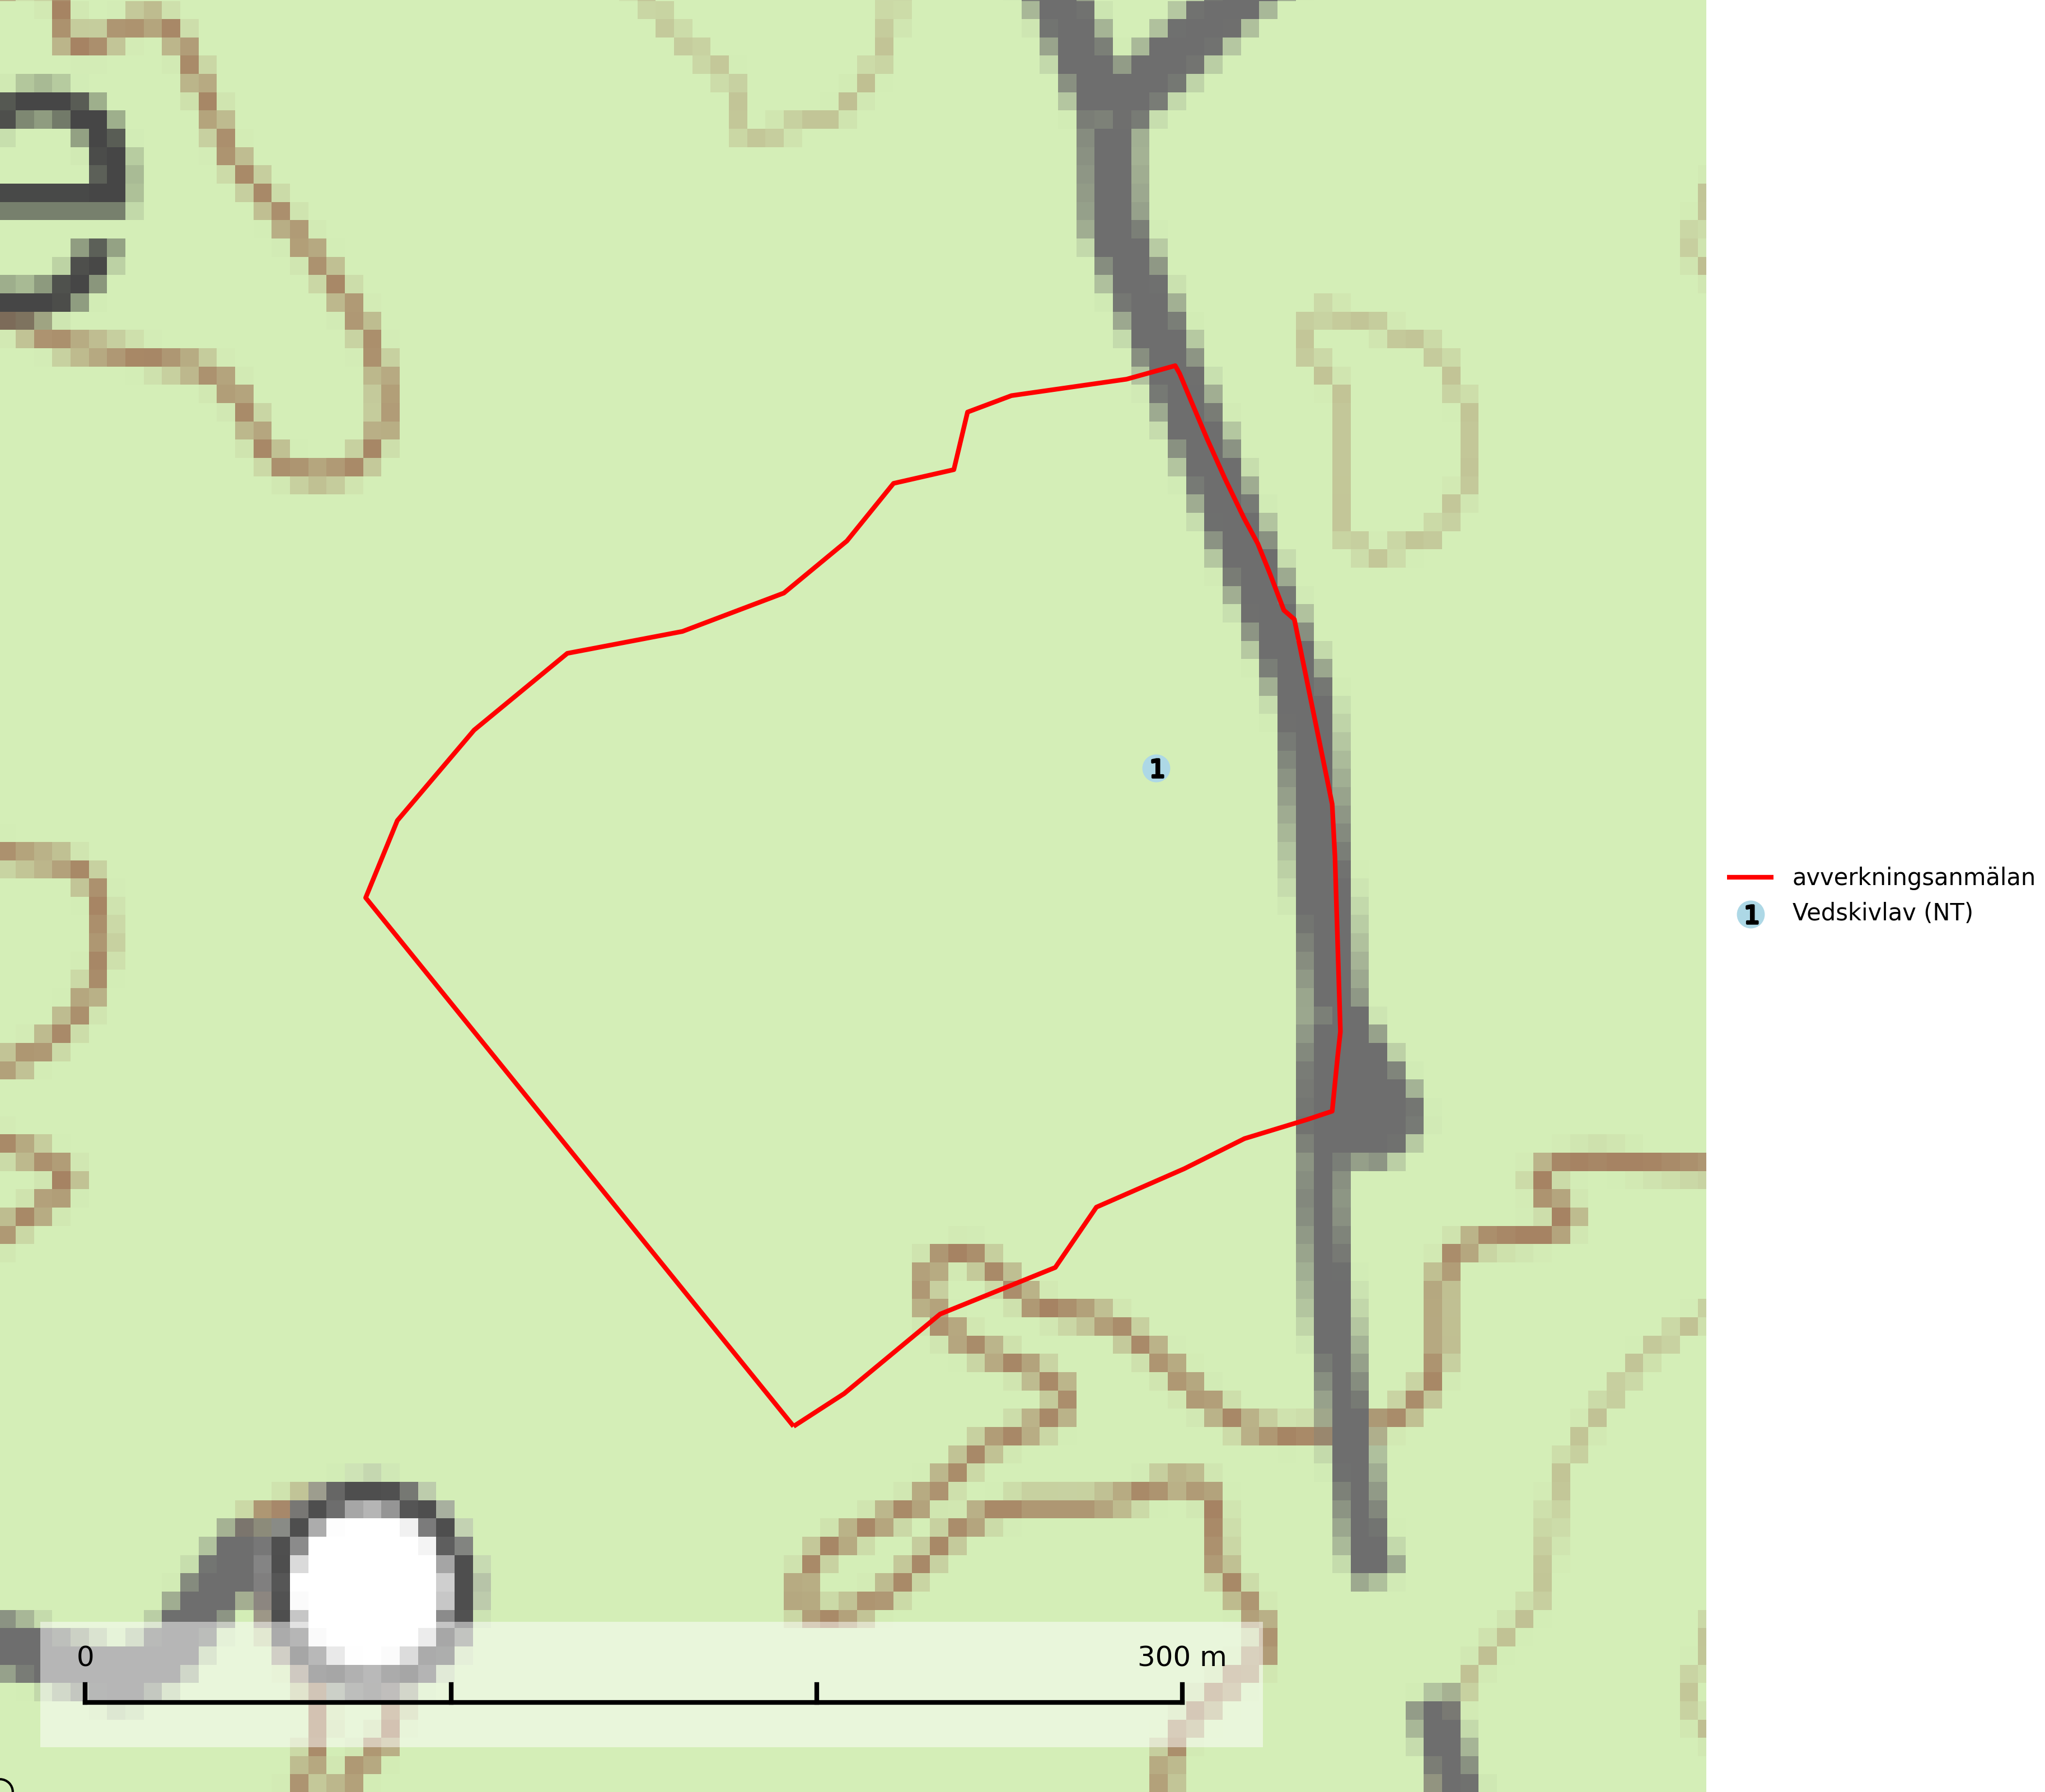 1
avverkningsanmälan
1 Vedskivlav (NT)
0 300 m